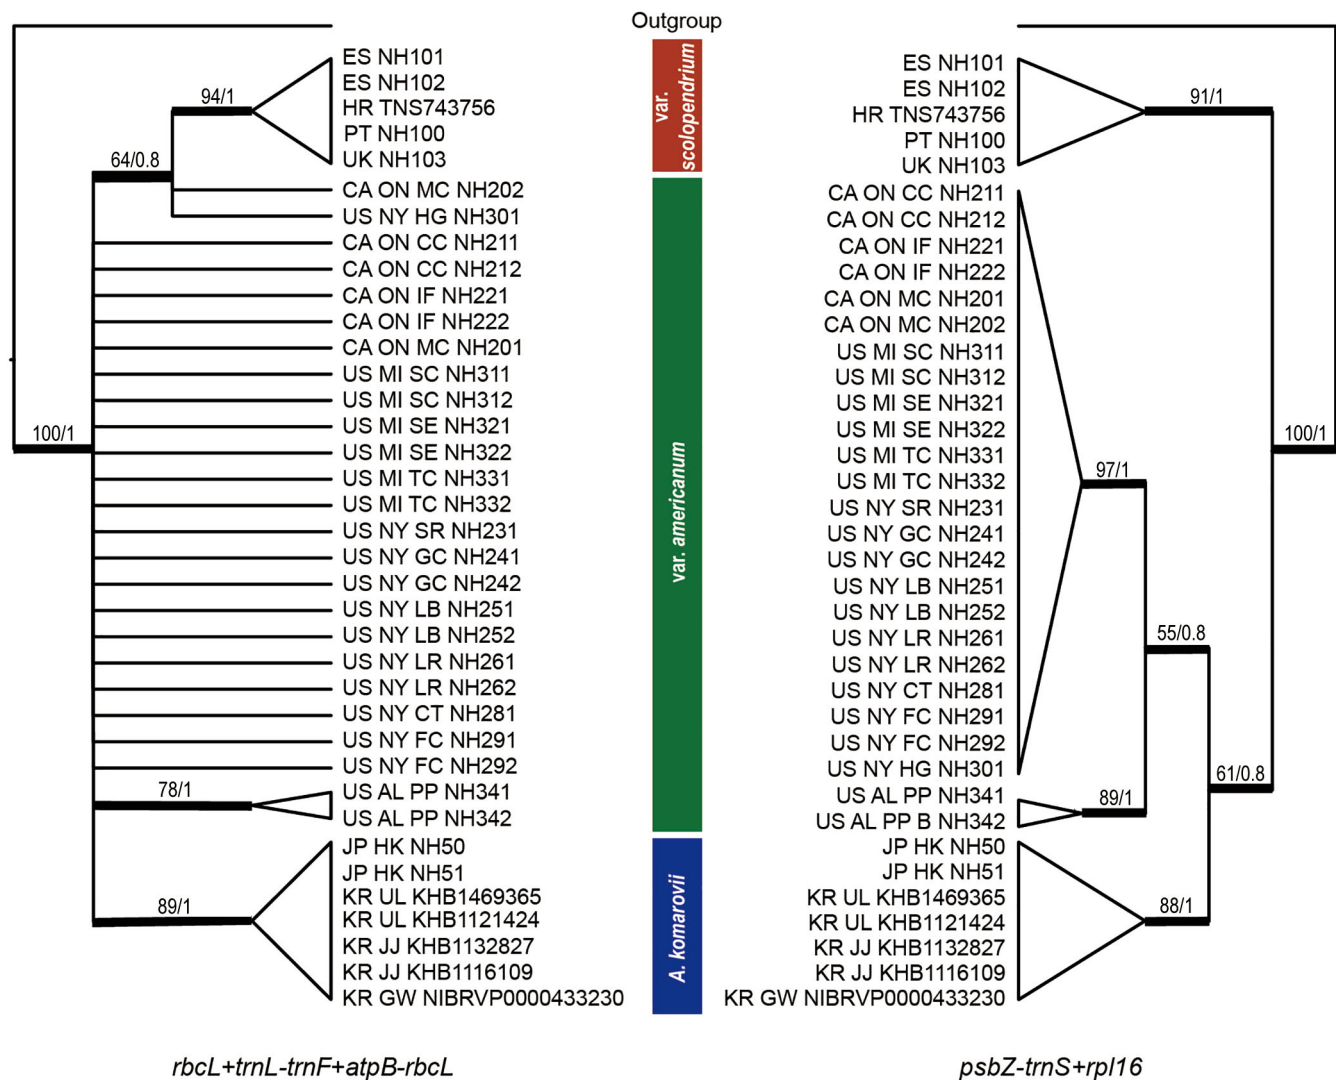 Outgroup
94/1
64/0.8
100/1
78/1
89/1
ES NH101
ES NH102
HR TNS743756
PT NH100
UK NH103
CA ON MC NH202
US NY HG NH301
CA ON CC NH211
CA ON CC NH212
CA ON IF NH221
CA ON IF NH222
CA ON MC NH201
US MI SC NH311
US MI SC NH312
US MI SE NH321
US MI SE NH322
US MI TC NH331
US MI TC NH332
US NY SR NH231
US NY GC NH241
US NY GC NH242
US NY LB NH251
US NY LB NH252
US NY LR NH261
US NY LR NH262
US NY CT NH281
US NY FC NH291
US NY FC NH292
US AL PP NH341
US AL PP NH342
JP HK NH50
JP HK NH51
KR UL KHB1469365
KR UL KHB1121424
KR JJ KHB1132827
KR JJ KHB1116109
KR GW NIBRVP0000433230
var.
scolopendrium
var. americanum
A. komarovii
ES NH101
ES NH102
HR TNS743756
PT NH100
UK NH103
CA ON CC NH211
CA ON CC NH212
CA ON IF NH221
CA ON IF NH222
CA ON MC NH201
CA ON MC NH202
US MI SC NH311
US MI SC NH312
US MI SE NH321
US MI SE NH322
US MI TC NH331
US MI TC NH332
US NY SR NH231
US NY GC NH241
US NY GC NH242
US NY LB NH251
US NY LB NH252
US NY LR NH261
US NY LR NH262
US NY CT NH281
US NY FC NH291
US NY FC NH292
US NY HG NH301
US AL PP NH341
US AL PP B NH342
JP HK NH50
JP HK NH51
KR UL KHB1469365
KR UL KHB1121424
KR JJ KHB1132827
KR JJ KHB1116109
KR GW NIBRVP0000433230
91/1
100/1
97/1
55/0.8
61/0.8
89/1
88/1
rbcL+trnL-trnF+atpB-rbcL
psbZ-trnS+rpl16